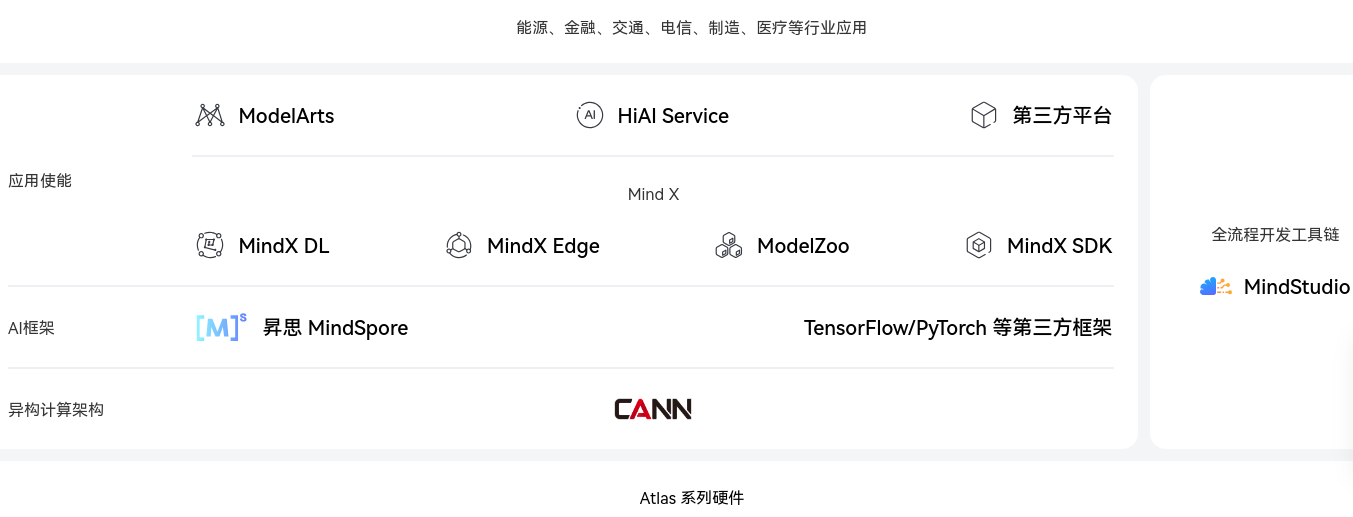 能源、金融、交通、电信、制造、医疗等行业应用
ModelArts
AI
HiAI Service
第三方平台
应用使能
Mind X
MindX DL
MindX Edge
ModelZoo
MindX SDK
全流程开发工具链
MindStudio
AI框架
[M]s
昇思 MindSpore
TensorFlow/PyTorch 等第三方框架
异构计算架构
CANN
Atlas 系列硬件